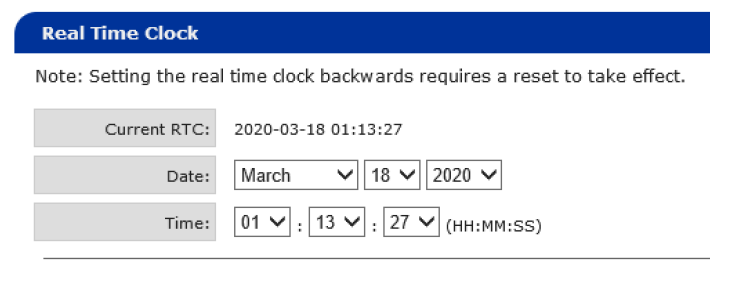 Real Time Clock
Note: Setting the real time clock backwards requires a reset to take effect.
Current RTC: 2020-03-18 01:13:27
Date: March 18 2020
Time: 01 : 13 : 27 (HH:MM:SS)